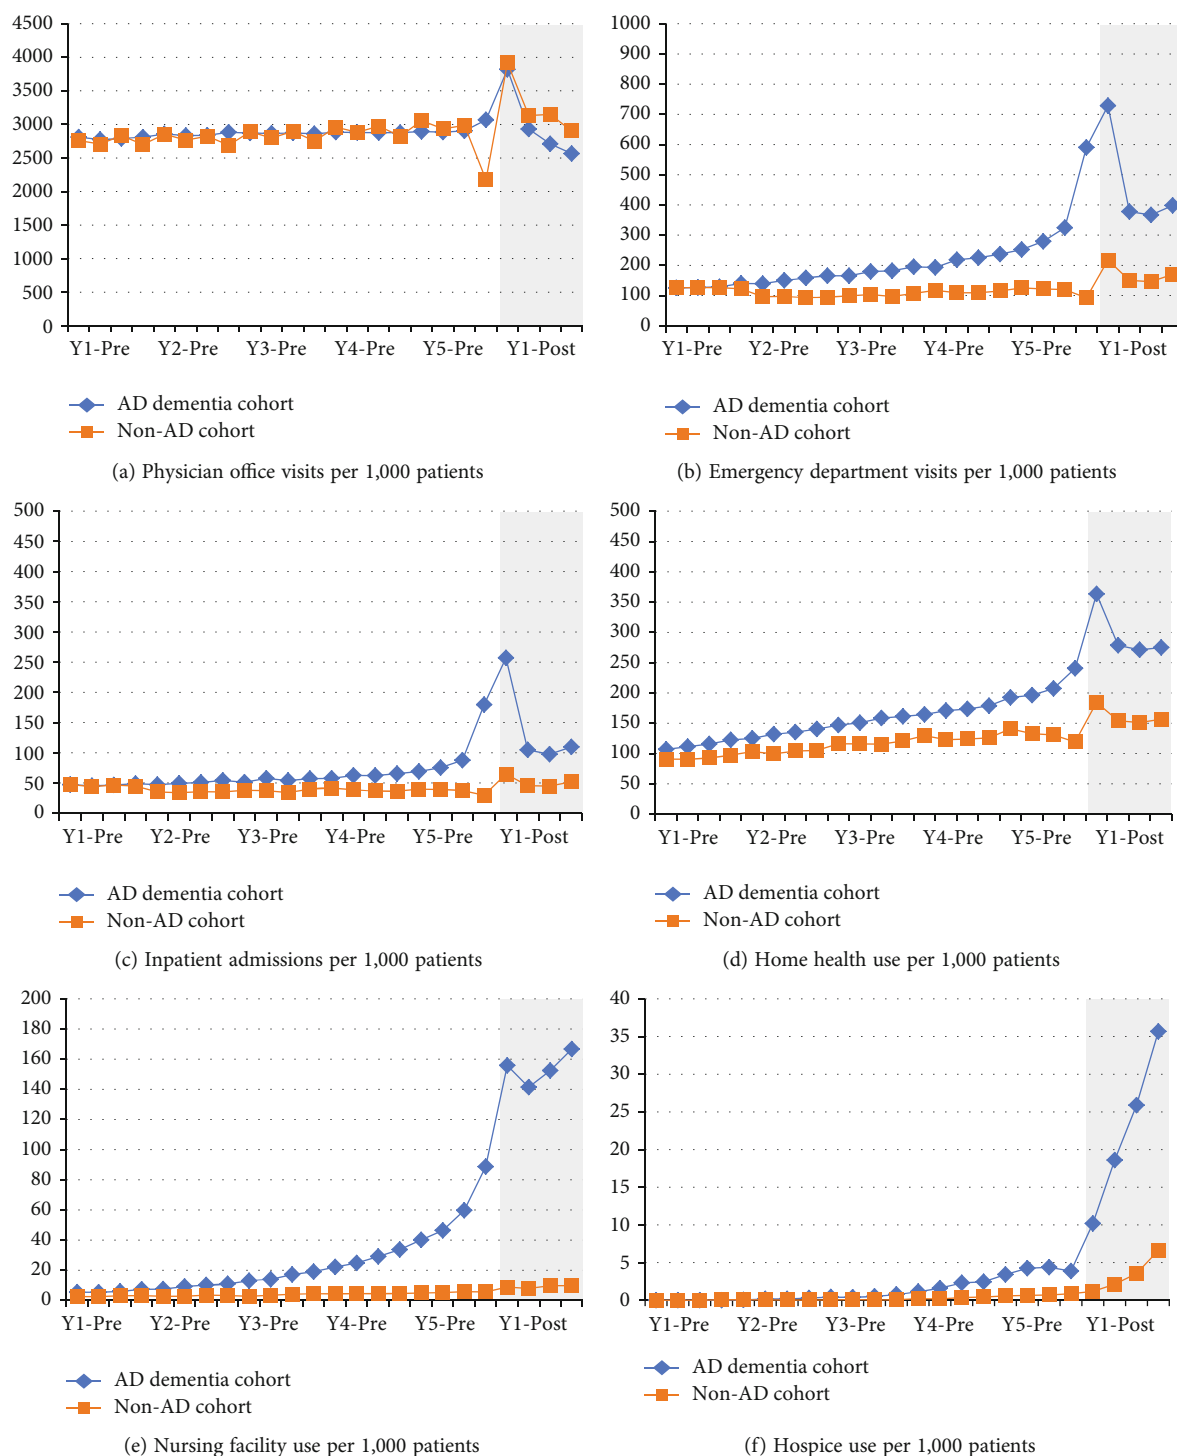 4500
4000
3500
3000
2500
2000
1500
1000
500
0
Y1-Pre Y2-Pre Y3-Pre Y4-Pre Y5-Pre Y1-Post
AD dementia cohort
Non-AD cohort
(a) Physician office visits per 1,000 patients
1000
900
800
700
600
500
400
300
200
100
0
Y1-Pre Y2-Pre Y3-Pre Y4-Pre Y5-Pre Y1-Post
AD dementia cohort
Non-AD cohort
(b) Emergency department visits per 1,000 patients
500
450
400
350
300
250
200
150
100
50
0
Y1-Pre Y2-Pre Y3-Pre Y4-Pre Y5-Pre Y1-Post
AD dementia cohort
Non-AD cohort
(c) Inpatient admissions per 1,000 patients
500
450
400
350
300
250
200
150
100
50
0
Y1-Pre Y2-Pre Y3-Pre Y4-Pre Y5-Pre Y1-Post
AD dementia cohort
Non-AD cohort
(d) Home health use per 1,000 patients
200
180
160
140
120
100
80
60
40
20
0
Y1-Pre Y2-Pre Y3-Pre Y4-Pre Y5-Pre Y1-Post
AD dementia cohort
Non-AD cohort
(e) Nursing facility use per 1,000 patients
40
35
30
25
20
15
10
5
0
Y1-Pre Y2-Pre Y3-Pre Y4-Pre Y5-Pre Y1-Post
AD dementia cohort
Non-AD cohort
(f) Hospice use per 1,000 patients